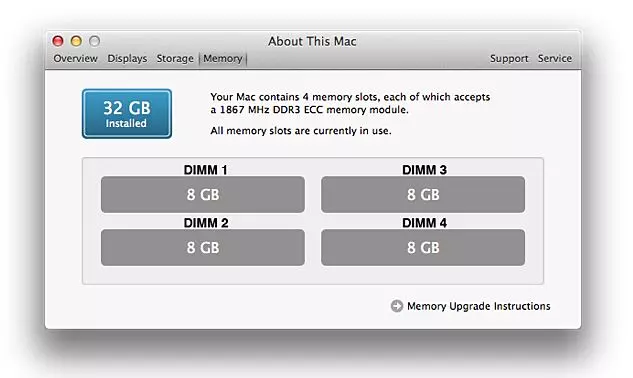 About This Mac
Overview Displays Storage Memory Support Service
32 GB
Installed
Your Mac contains 4 memory slots, each of which accepts
a 1867 MHz DDR3 ECC memory module.
All memory slots are currently in use.
DIMM 1 DIMM 3
8 GB 8 GB
DIMM 2 DIMM 4
8 GB 8 GB
Memory Upgrade Instructions